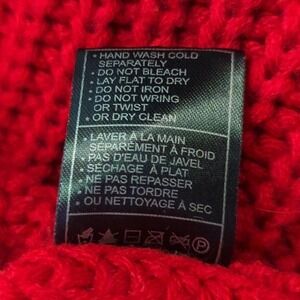 • HAND WASH COLD
SEPARATELY
• DO NOT BLEACH
• LAY FLAT TO DRY
• DO NOT IRON
• DO NOT WRING
OR TWIST
• OR DRY CLEAN
• LAVER À LA MAIN
SÉPARÉMENT À FROID
• PAS D'EAU DE JAVEL
• SÉCHAGE À PLAT
• NE PAS REPASSER
• NE PAS TORDRE
• OU NETTOYAGE À SEC
P